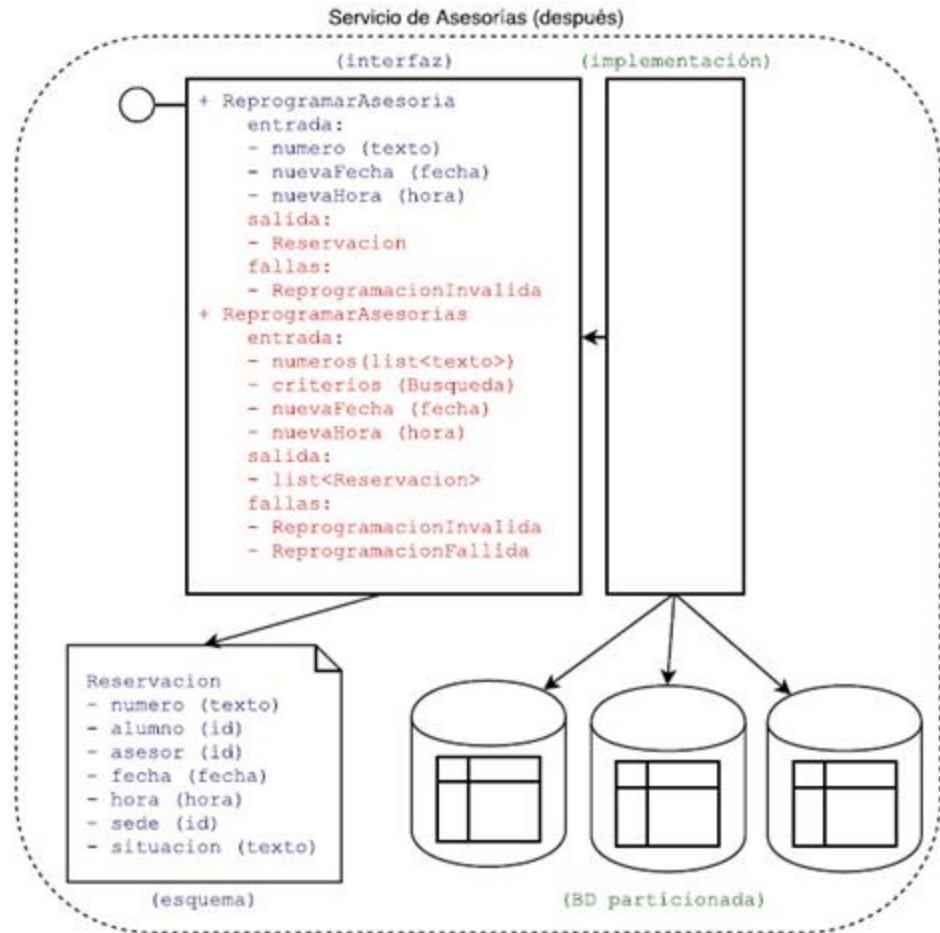 Servicio de Asesorías (después)
(interfaz)
(implementación)
+ ReprogramarAsesoria
entrada:
- numero (texto)
- nuevaFecha (fecha)
- nuevaHora (hora)
salida:
- Reservacion
fallas:
- ReprogramacionInvalida
+ ReprogramarAsesorias
entrada:
- numeros(list<texto>)
- criterios (Busqueda)
- nuevaFecha (fecha)
- nuevaHora (hora)
salida:
- list<Reservacion>
fallas:
- ReprogramacionInvalida
- ReprogramacionFallida
Reservacion
- numero (texto)
- alumno (id)
- asesor (id)
- fecha (fecha)
- hora (hora)
- sede (id)
- situacion (texto)
(esquema)
(BD particionada)